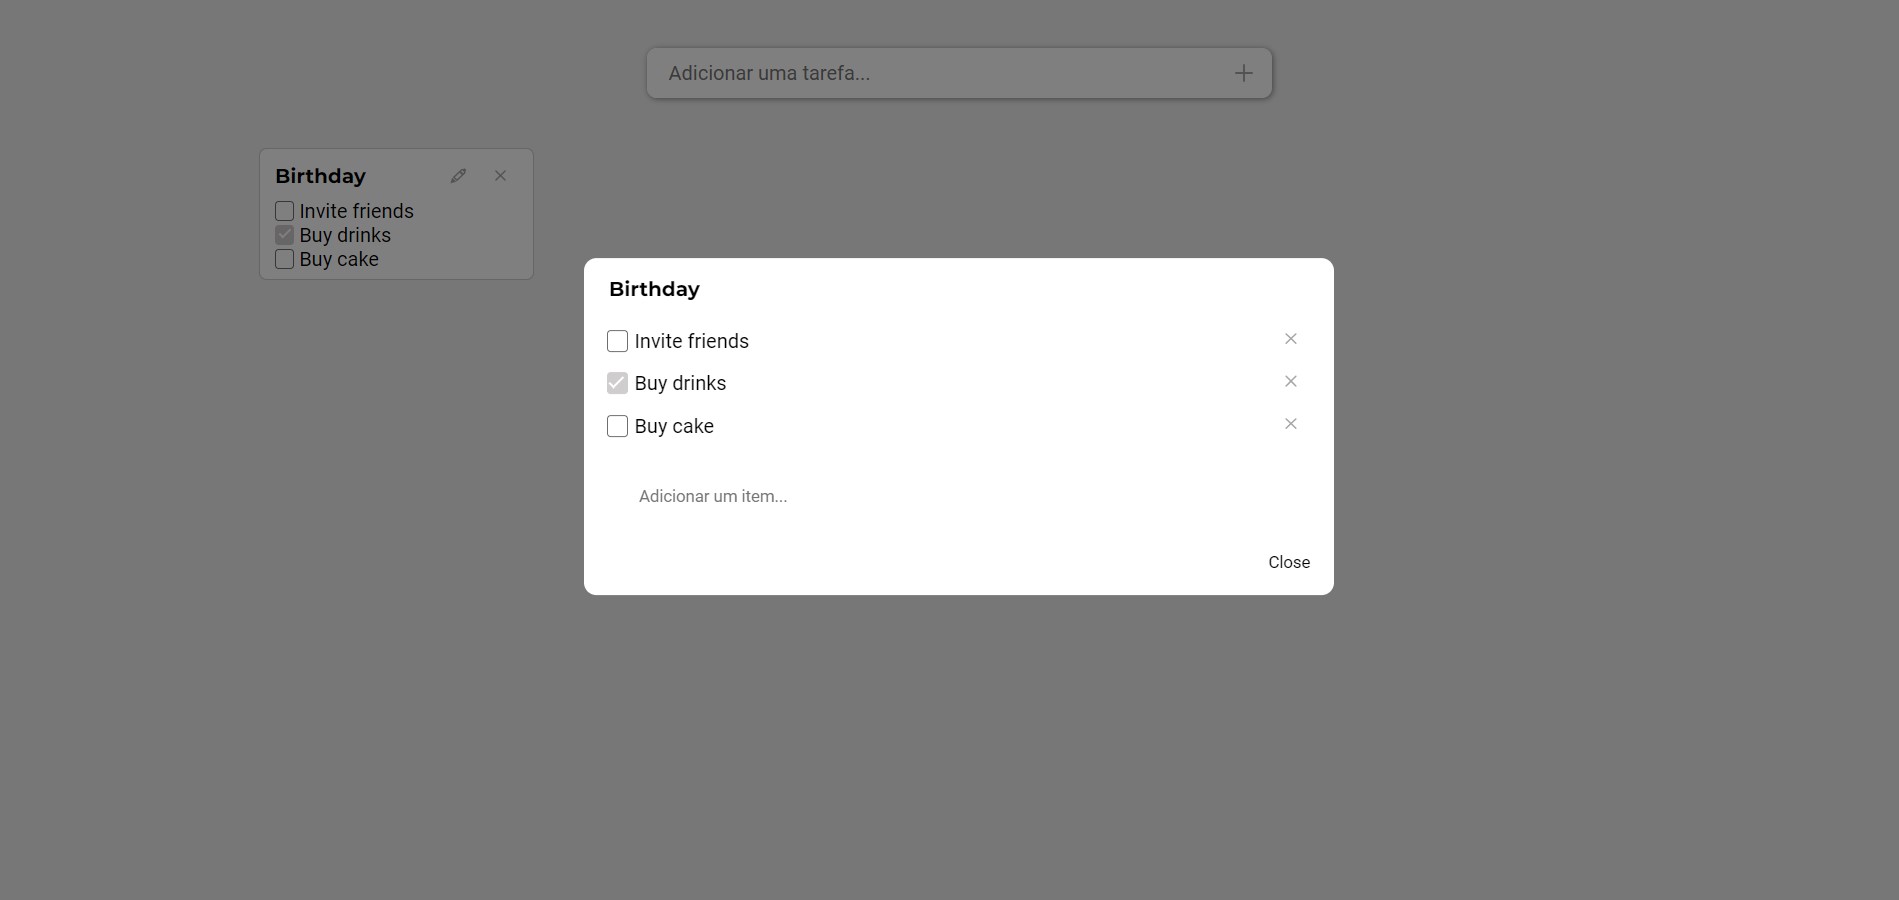 Adicionar uma tarefa...
Birthday
Invite friends
Buy drinks
Buy cake
Birthday
Invite friends
Buy drinks
Buy cake
Adicionar um item...
Close